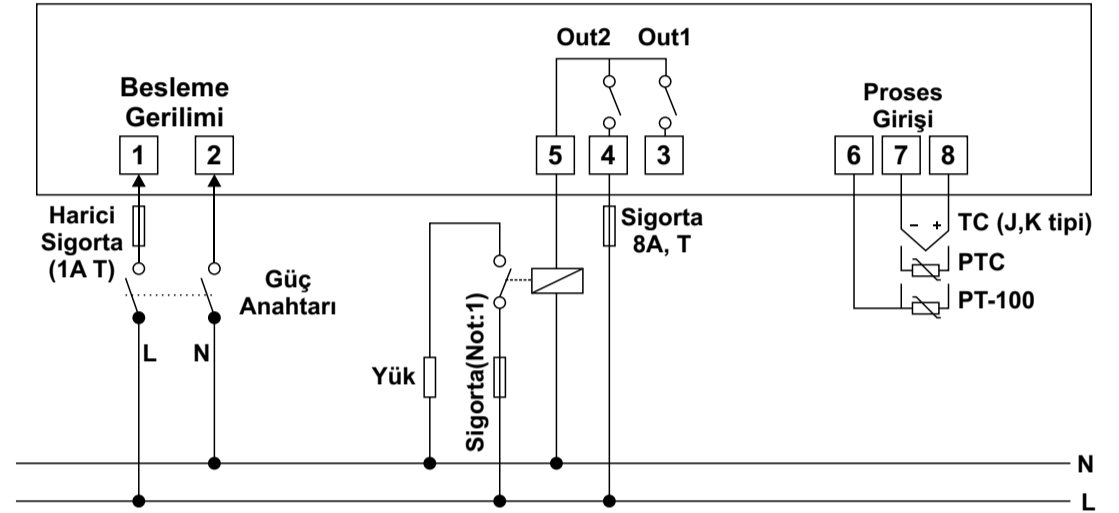 Out2 Out1
Besleme
Gerilimi
Proses
Girişi
1 2 5 4 3 6 7 8
Harici
Sigorta
(1A T)
Güç
Anahtarı
L N
Sigorta
8A, T
- + TC (J,K tipi)
PTC
PT-100
Yük
Sigorta(Not:1)
N
L